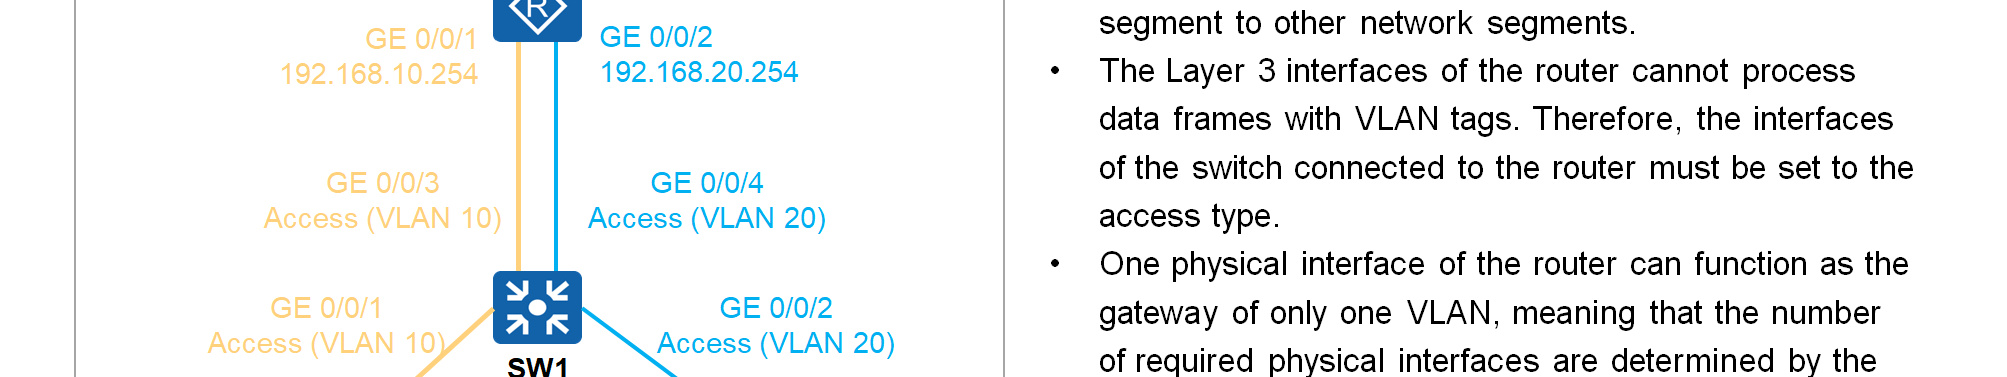 R
GE 0/0/1
192.168.10.254
GE 0/0/2
192.168.20.254
GE 0/0/3
Access (VLAN 10)
GE 0/0/4
Access (VLAN 20)
GE 0/0/1
Access (VLAN 10)
GE 0/0/2
Access (VLAN 20)
SW1
segment to other network segments.
• The Layer 3 interfaces of the router cannot process
data frames with VLAN tags. Therefore, the interfaces
of the switch connected to the router must be set to the
access type.
• One physical interface of the router can function as the
gateway of only one VLAN, meaning that the number
of required physical interfaces are determined by the